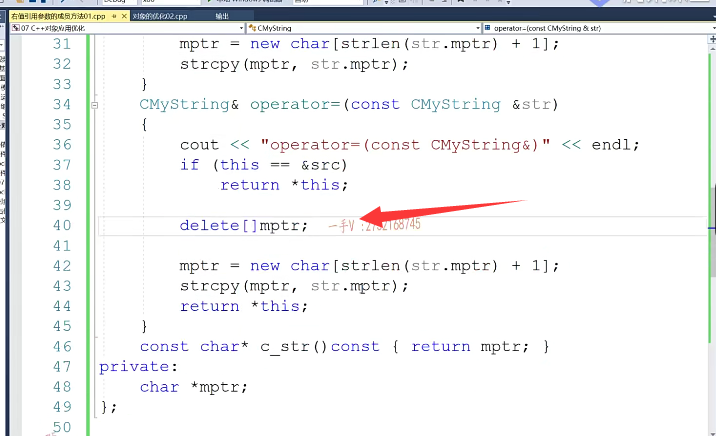 右值引用参数的成员方法01.cpp 对象的优化02.cpp 输出
07 C++对象应用优化 CMyString operator=(const CMyString & str)
31 mptr = new char[strlen(str.mptr) + 1];
32 strcpy(mptr, str.mptr);
33 }
34 CMyString& operator=(const CMyString &str)
35 {
36 cout << "operator=(const CMyString&)" << endl;
37 if (this == &src)
38 return *this;
39
40 delete[]mptr; 一手V
41
42 mptr = new char[strlen(str.mptr) + 1];
43 strcpy(mptr, str.mptr);
44 return *this;
45 }
46 const char* c_str()const { return mptr; }
47 private:
48 char *mptr;
49 };
50